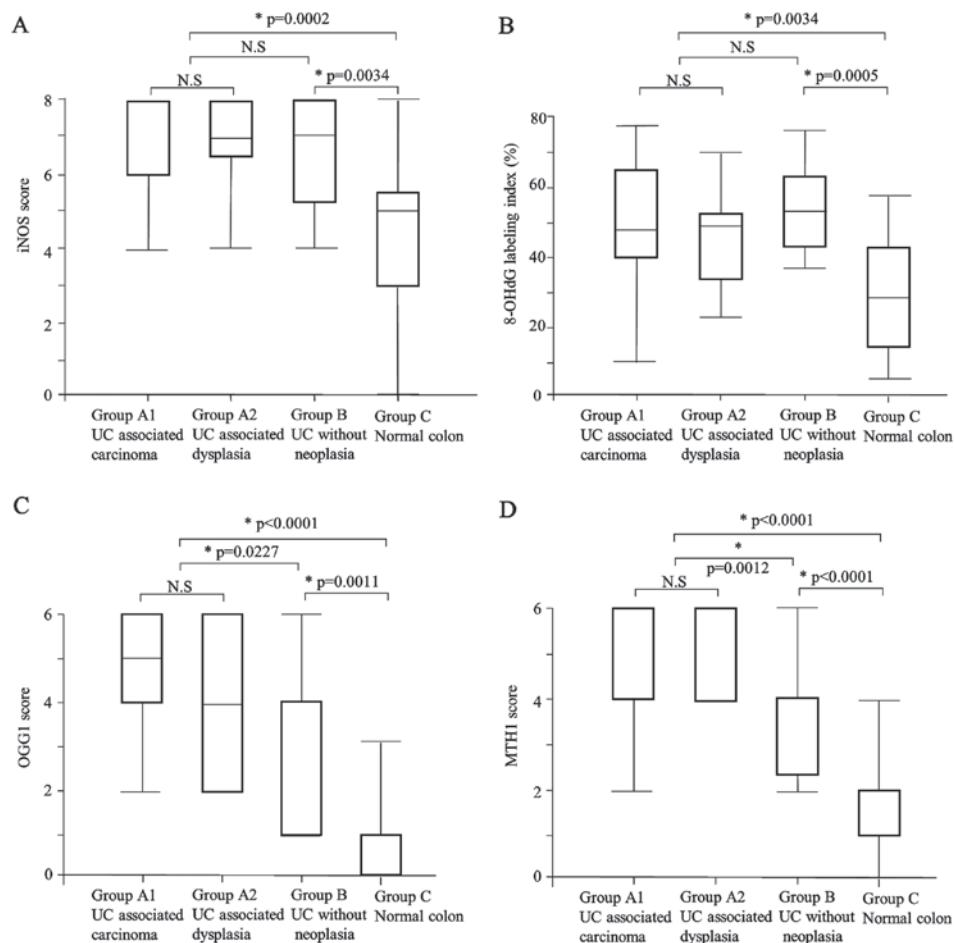 A
* p=0.0002
N.S
N.S
* p=0.0034
8
6
4
2
0
iNOS score
Group A1
UC associated
carcinoma
Group A2
UC associated
dysplasia
Group B
UC without
neoplasia
Group C
Normal colon
B
* p=0.0034
N.S
N.S
* p=0.0005
80
60
40
20
0
8-OHdG labeling index (%)
Group A1
UC associated
carcinoma
Group A2
UC associated
dysplasia
Group B
UC without
neoplasia
Group C
Normal colon
C
* p<0.0001
* p=0.0227
N.S
* p=0.0011
6
4
2
0
OGG1 score
Group A1
UC associated
carcinoma
Group A2
UC associated
dysplasia
Group B
UC without
neoplasia
Group C
Normal colon
D
* p<0.0001
*
p=0.0012
N.S
* p<0.0001
6
4
2
0
MTH1 score
Group A1
UC associated
carcinoma
Group A2
UC associated
dysplasia
Group B
UC without
neoplasia
Group C
Normal colon